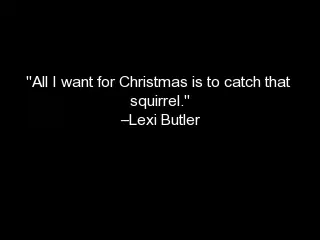 "All I want for Christmas is to catch that
squirrel."
–Lexi Butler